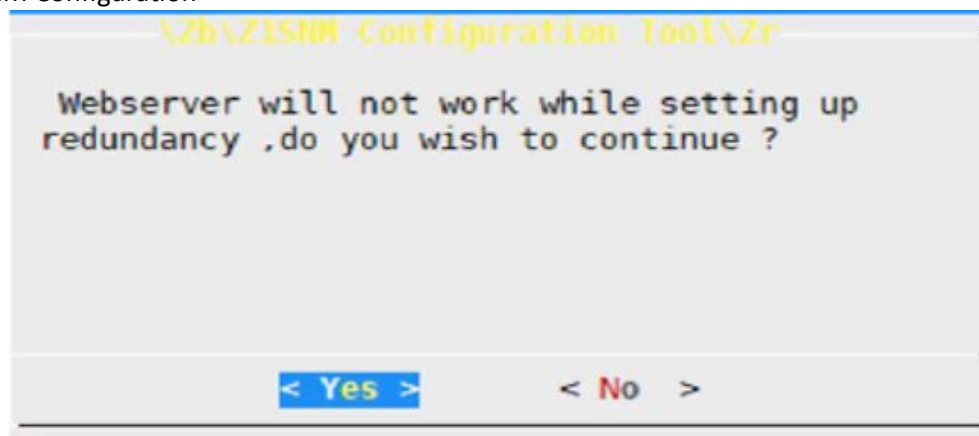 Configuration
\Zb\Z1SNM Configuration Tool\Zr
Webserver will not work while setting up
redundancy ,do you wish to continue ?
< Yes > < No >